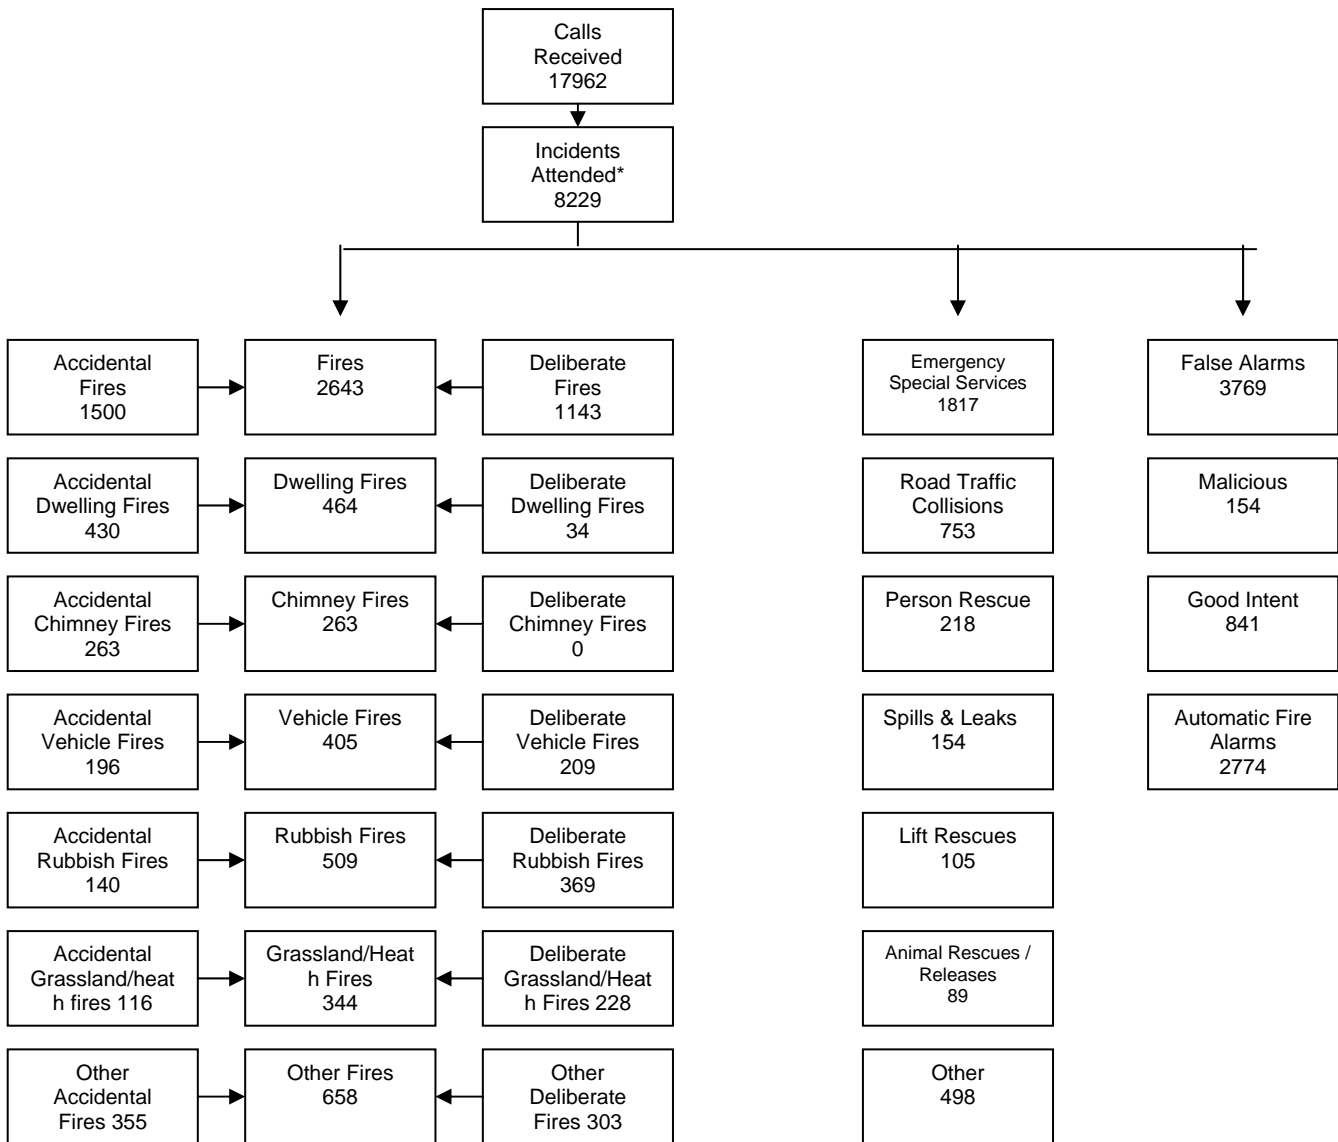 Calls
Received
17962
Incidents
Attended*
8229
Accidental
Fires
1500
Fires
2643
Deliberate
Fires
1143
Emergency
Special Services
1817
False Alarms
3769
Accidental
Dwelling Fires
430
Dwelling Fires
464
Deliberate
Dwelling Fires
34
Road Traffic
Collisions
753
Malicious
154
Accidental
Chimney Fires
263
Chimney Fires
263
Deliberate
Chimney Fires
0
Person Rescue
218
Good Intent
841
Accidental
Vehicle Fires
196
Vehicle Fires
405
Deliberate
Vehicle Fires
209
Spills & Leaks
154
Automatic Fire
Alarms
2774
Accidental
Rubbish Fires
140
Rubbish Fires
509
Deliberate
Rubbish Fires
369
Lift Rescues
105
Accidental
Grassland/heat
h fires 116
Grassland/Heat
h Fires
344
Deliberate
Grassland/Heat
h Fires 228
Animal Rescues /
Releases
89
Other
Accidental
Fires 355
Other Fires
658
Other
Deliberate
Fires 303
Other
498